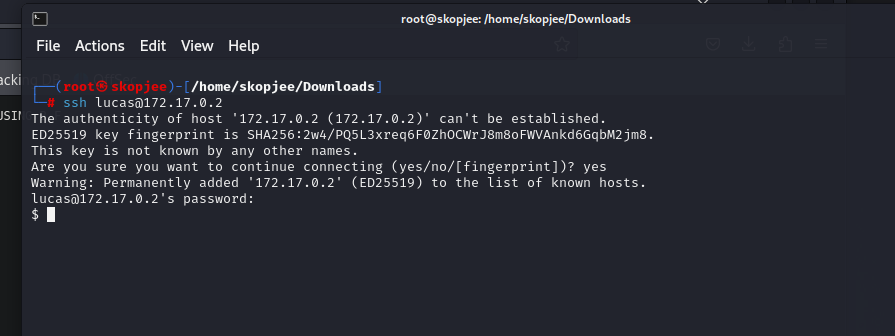 root@skopjee: /home/skopjee/Downloads
File Actions Edit View Help
(root㉿skopjee)-[/home/skopjee/Downloads]
# ssh lucas@172.17.0.2
The authenticity of host '172.17.0.2 (172.17.0.2)' can't be established.
ED25519 key fingerprint is SHA256:2w4/PQ5L3xreq6F0ZhOCWrJ8m8oFWVAnkd6GqbM2jm8.
This key is not known by any other names.
Are you sure you want to continue connecting (yes/no/[fingerprint])? yes
Warning: Permanently added '172.17.0.2' (ED25519) to the list of known hosts.
lucas@172.17.0.2's password:
$